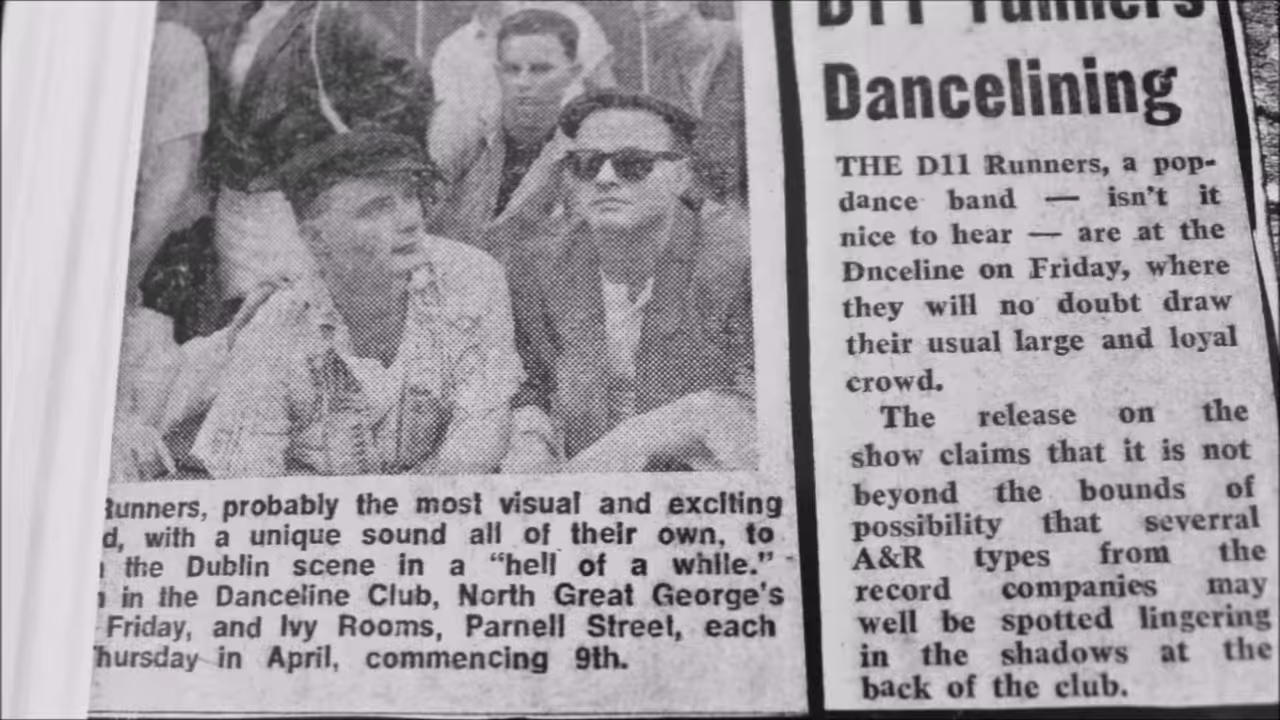 Runners, probably the most visual and exciting
d, with a unique sound all of their own, to
the Dublin scene in a "hell of a while."
in the Danceline Club, North Great George's
Friday, and Ivy Rooms, Parnell Street, each
Thursday in April, commencing 9th.
D11 runners
Dancelining
THE D11 Runners, a pop-
dance band — isn't it
nice to hear — are at the
Dnceline on Friday, where
they will no doubt draw
their usual large and loyal
crowd.
The release on the
show claims that it is not
beyond the bounds of
possibility that severral
A&R types from the
record companies may
well be spotted lingering
in the shadows at the
back of the club.